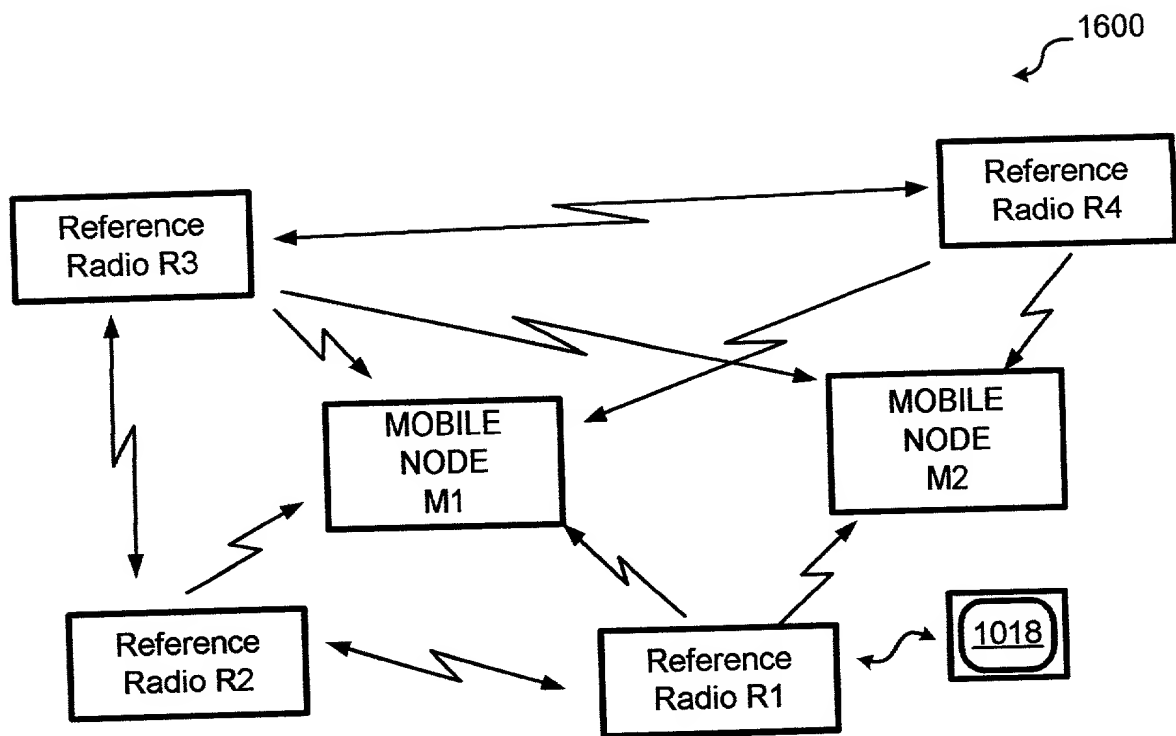 1600
Reference
Radio R4
Reference
Radio R3
MOBILE
NODE
M1
MOBILE
NODE
M2
Reference
Radio R2
Reference
Radio R1
1018